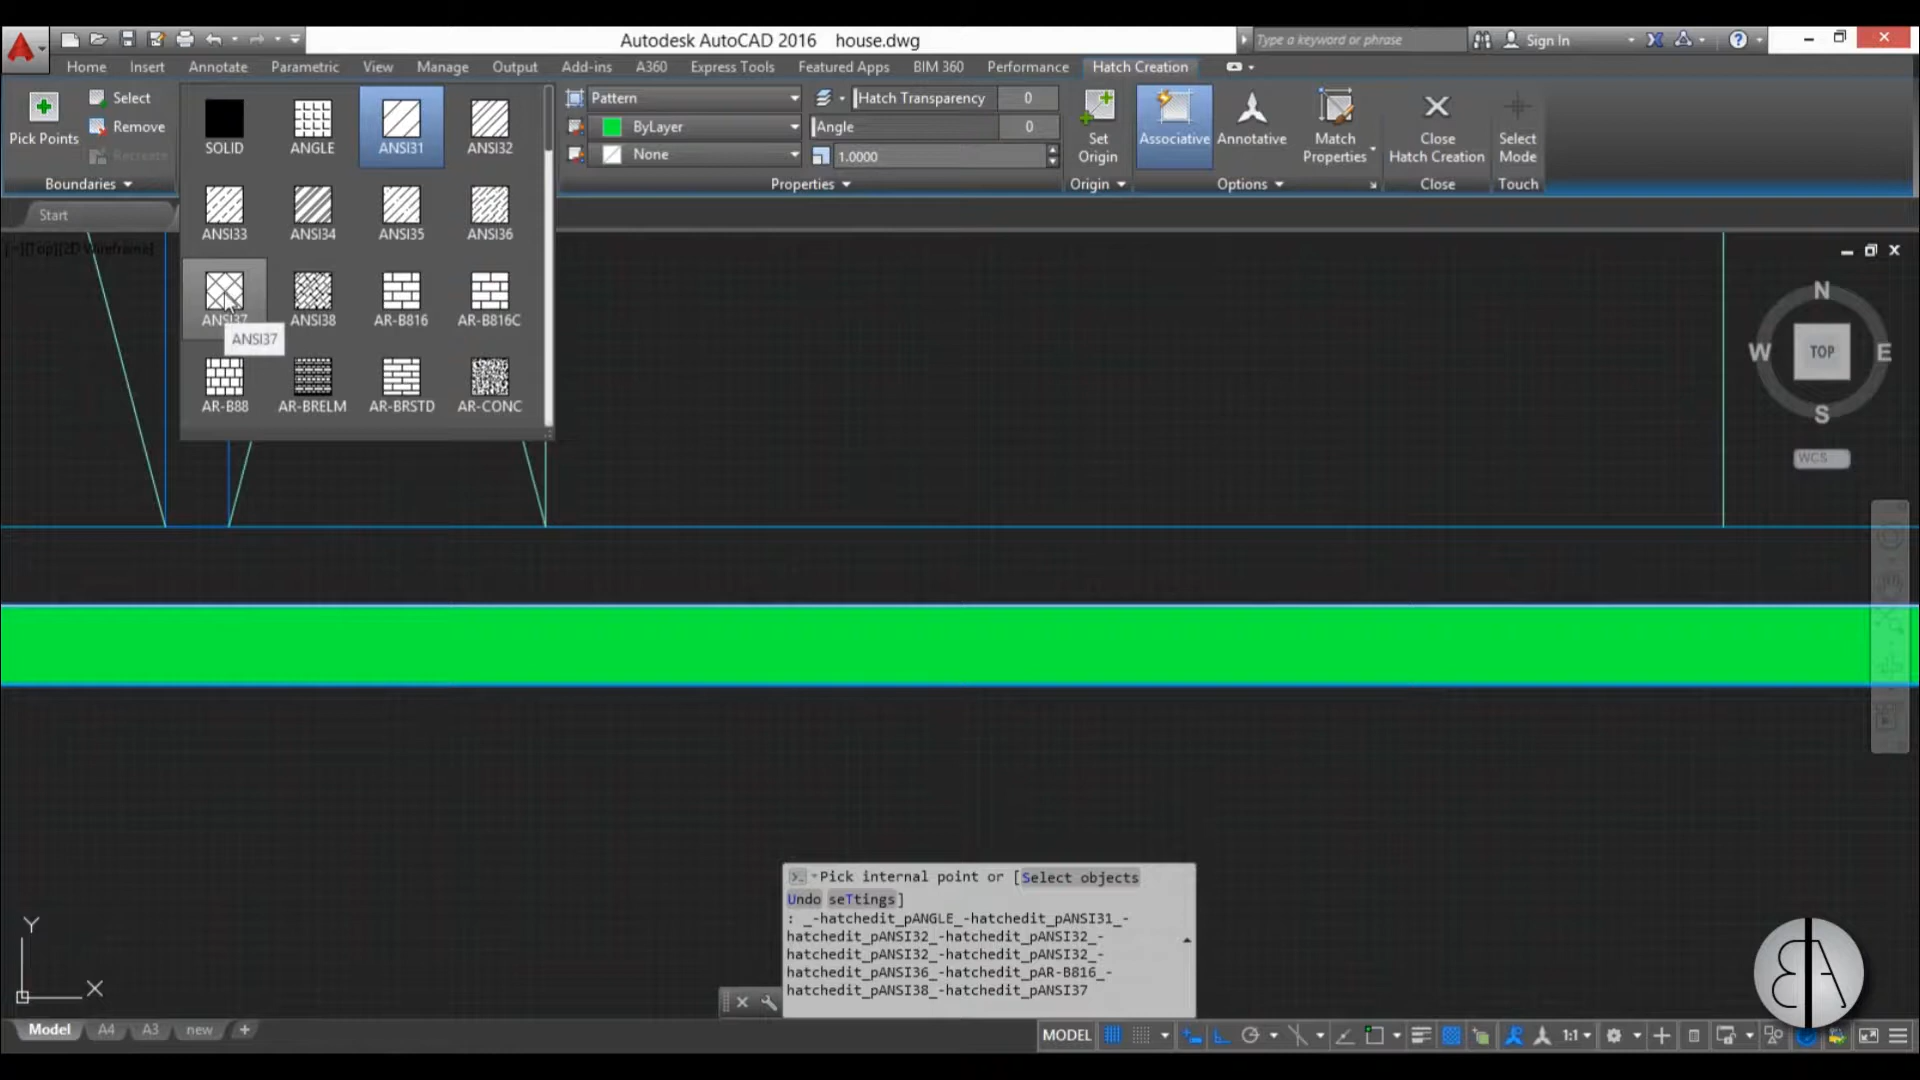 Autodesk AutoCAD 2016 house.dwg
Type a keyword or phrase
Sign In
Home Insert Annotate Parametric View Manage Output Add-ins A360 Express Tools Featured Apps BIM 360 Performance Hatch Creation
Pick Points
Select
Remove
Recreate
Boundaries
SOLID ANGLE ANSI31 ANSI32
ANSI33 ANSI34 ANSI35 ANSI36
ANSI37 ANSI38 AR-B816 AR-B816C
ANSI37
AR-B88 AR-BRELM AR-BRSTD AR-CONC
Pattern
ByLayer
None
Hatch Transparency 0
Angle 0
1.0000
Properties
Set
Origin
Origin
Associative
Annotative
Match
Properties
Options
Close
Hatch Creation
Close
Select
Mode
Touch
Start
[–][Top][2D Wireframe]
N
W TOP E
S
WCS
Pick internal point or [Select objects
Undo seTtings]
: _-hatchedit_pANGLE_-hatchedit_pANSI31_-
hatchedit_pANSI32_-hatchedit_pANSI32_-
hatchedit_pANSI32_-hatchedit_pANSI32_-
hatchedit_pANSI36_-hatchedit_pAR-B816_-
hatchedit_pANSI38_-hatchedit_pANSI37
Y
X
Model A4 A3 new +
MODEL
1:1